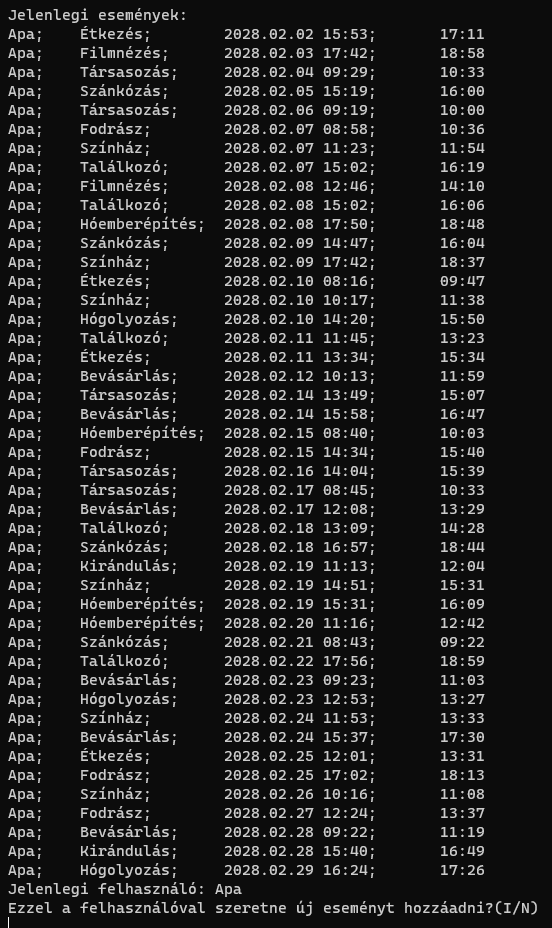 Jelenlegi események:
Apa; Étkezés; 2028.02.02 15:53; 17:11
Apa; Filmnézés; 2028.02.03 17:42; 18:58
Apa; Társasozás; 2028.02.04 09:29; 10:33
Apa; Szánkózás; 2028.02.05 15:19; 16:00
Apa; Társasozás; 2028.02.06 09:19; 10:00
Apa; Fodrász; 2028.02.07 08:58; 10:36
Apa; Színház; 2028.02.07 11:23; 11:54
Apa; Találkozó; 2028.02.07 15:02; 16:19
Apa; Filmnézés; 2028.02.08 12:46; 14:10
Apa; Találkozó; 2028.02.08 15:02; 16:06
Apa; Hóemberépítés; 2028.02.08 17:50; 18:48
Apa; Szánkózás; 2028.02.09 14:47; 16:04
Apa; Színház; 2028.02.09 17:42; 18:37
Apa; Étkezés; 2028.02.10 08:16; 09:47
Apa; Színház; 2028.02.10 10:17; 11:38
Apa; Hógolyozás; 2028.02.10 14:20; 15:50
Apa; Találkozó; 2028.02.11 11:45; 13:23
Apa; Étkezés; 2028.02.11 13:34; 15:34
Apa; Bevásárlás; 2028.02.12 10:13; 11:59
Apa; Társasozás; 2028.02.14 13:49; 15:07
Apa; Bevásárlás; 2028.02.14 15:58; 16:47
Apa; Hóemberépítés; 2028.02.15 08:40; 10:03
Apa; Fodrász; 2028.02.15 14:34; 15:40
Apa; Társasozás; 2028.02.16 14:04; 15:39
Apa; Társasozás; 2028.02.17 08:45; 10:33
Apa; Bevásárlás; 2028.02.17 12:08; 13:29
Apa; Találkozó; 2028.02.18 13:09; 14:28
Apa; Szánkózás; 2028.02.18 16:57; 18:44
Apa; Kirándulás; 2028.02.19 11:13; 12:04
Apa; Színház; 2028.02.19 14:51; 15:31
Apa; Hóemberépítés; 2028.02.19 15:31; 16:09
Apa; Hóemberépítés; 2028.02.20 11:16; 12:42
Apa; Szánkózás; 2028.02.21 08:43; 09:22
Apa; Találkozó; 2028.02.22 17:56; 18:59
Apa; Bevásárlás; 2028.02.23 09:23; 11:03
Apa; Hógolyozás; 2028.02.23 12:53; 13:27
Apa; Színház; 2028.02.24 11:53; 13:33
Apa; Bevásárlás; 2028.02.24 15:37; 17:30
Apa; Étkezés; 2028.02.25 12:01; 13:31
Apa; Fodrász; 2028.02.25 17:02; 18:13
Apa; Színház; 2028.02.26 10:16; 11:08
Apa; Fodrász; 2028.02.27 12:24; 13:37
Apa; Bevásárlás; 2028.02.28 09:22; 11:19
Apa; Kirándulás; 2028.02.28 15:40; 16:49
Apa; Hógolyozás; 2028.02.29 16:24; 17:26
Jelenlegi felhasználó: Apa
Ezzel a felhasználóval szeretne új eseményt hozzáadni?(I/N)